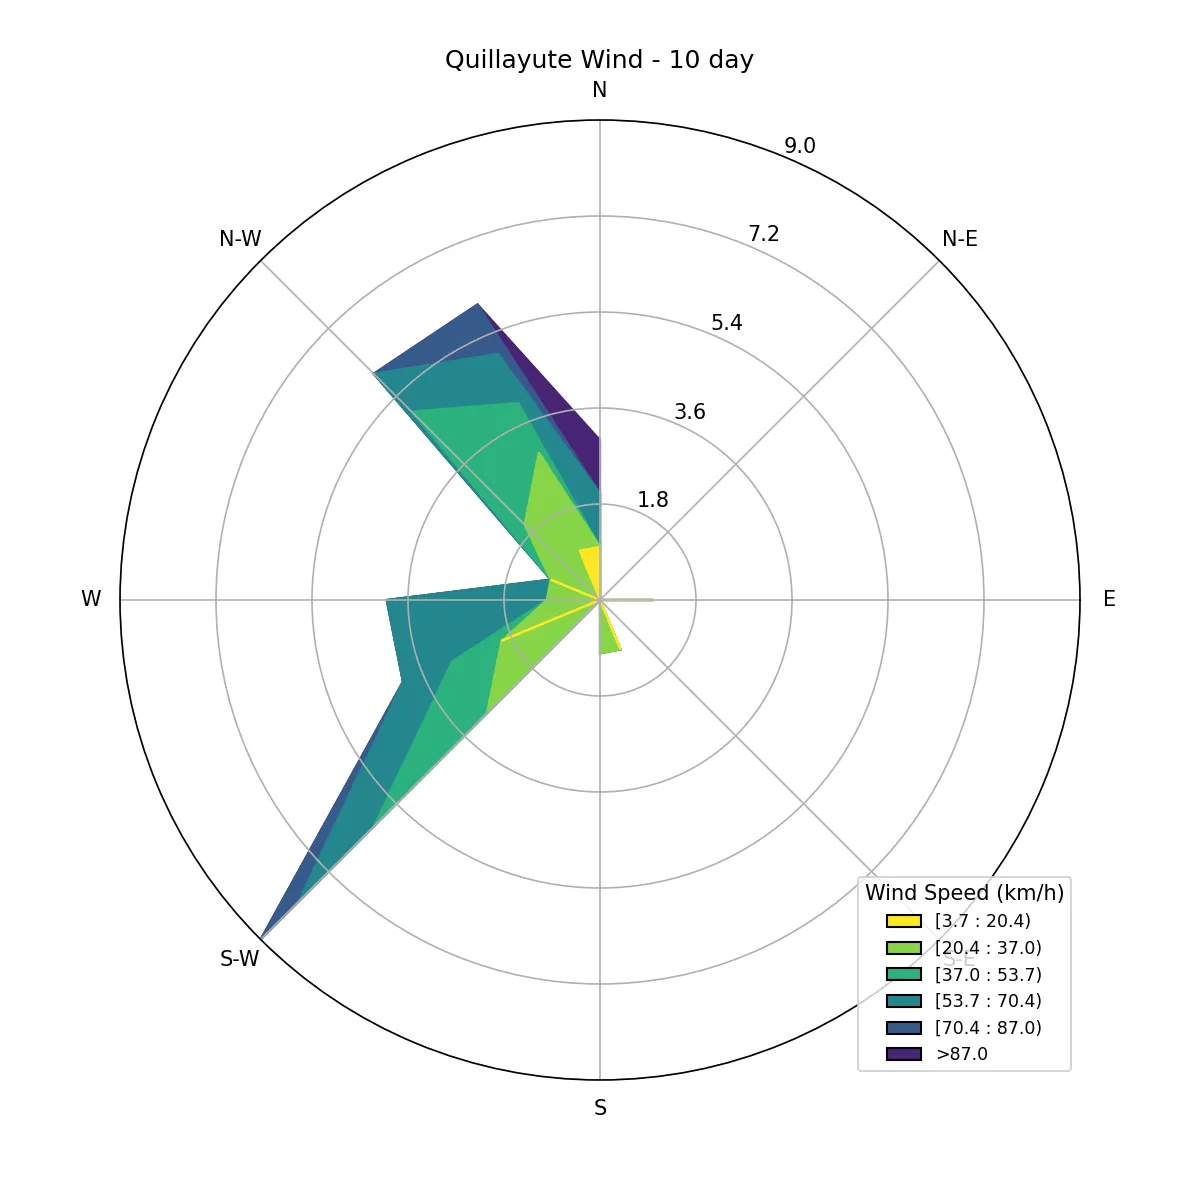 Quillayute Wind - 10 day
N
9.0
N-W
7.2
N-E
5.4
3.6
1.8
W
E
S-W
S-E
Wind Speed (km/h)
[3.7 : 20.4)
[20.4 : 37.0)
[37.0 : 53.7)
[53.7 : 70.4)
[70.4 : 87.0)
>87.0
S